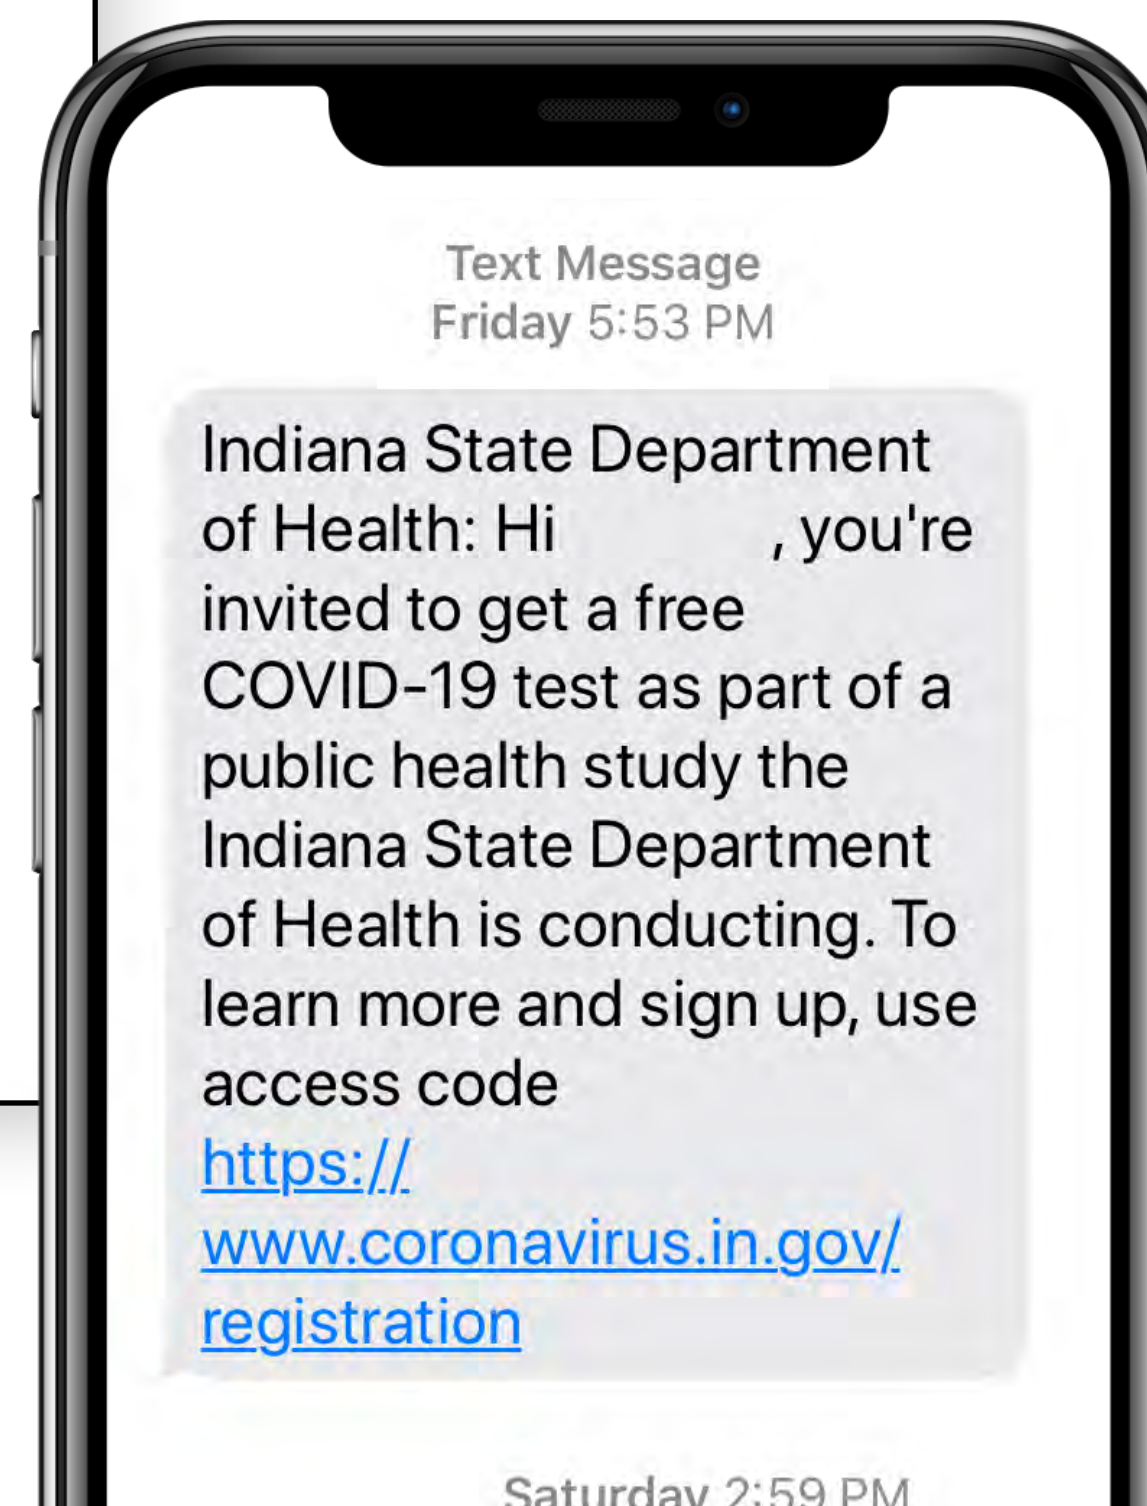 Text Message
Friday 5:53 PM
Indiana State Department
of Health: Hi , you're
invited to get a free
COVID-19 test as part of a
public health study the
Indiana State Department
of Health is conducting. To
learn more and sign up, use
access code
https://
www.coronavirus.in.gov/
registration
Saturday 2:59 PM